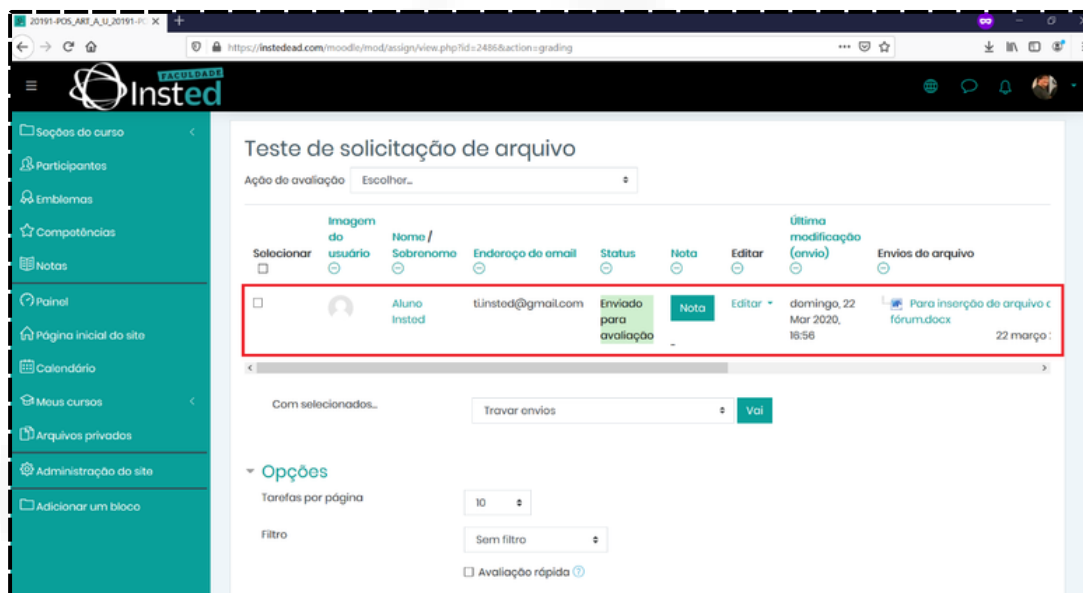 20191-POS_ART_A_U_20191-PC
https://instedead.com/moodle/mod/assign/view.php?id=2486&action=grading
FACULDADE
Insted
Seções do curso
Participantes
Emblemas
Competências
Notas
Painel
Página inicial do site
Calendário
Meus cursos
Arquivos privados
Administração do site
Adicionar um bloco
Teste de solicitação de arquivo
Ação de avaliação Escolher...
Selecionar
Imagem do usuário
Nome / Sobrenome
Endereço de email
Status
Nota
Editar
Última modificação (envio)
Envios de arquivo
Aluno
Insted
ti.insted@gmail.com
Enviado
para
avaliação
Nota
-
Editar
domingo, 22
Mar 2020,
16:56
Para inserção de arquivo
fórum.docx
22 março
Com selecionados...
Travar envios
Vai
Opções
Tarefas por página
10
Filtro
Sem filtro
Avaliação rápida